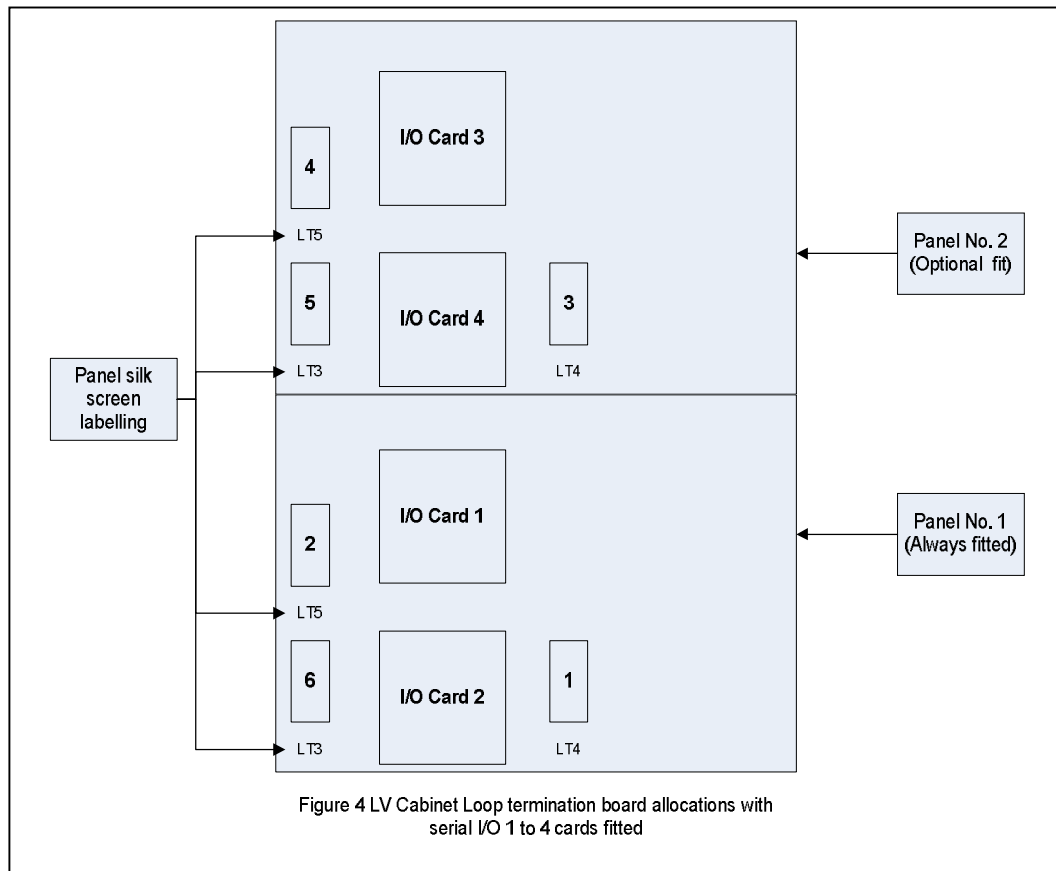 I/O Card 3
4
LT5
Panel No. 2
(Optional fit)
5
I/O Card 4
3
LT3
LT4
Panel silk
screen
labelling
I/O Card 1
2
Panel No. 1
(Always fitted)
LT5
6
I/O Card 2
1
LT3
LT4
Figure 4 LV Cabinet Loop termination board allocations with
serial I/O 1 to 4 cards fitted